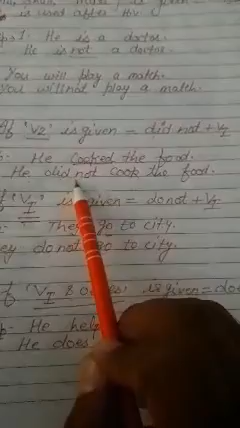 is used after H.V
1: He is a doctor.
He is not a doctor.
You will play a match.
You will not play a match.
If 'V2' is given = did not + V1
He Cooked the food.
He did not Cook the food.
'V1' is given = do not + V1
They go to city.
They do not go to city.
'V1 s or es' is given = do
He
He does